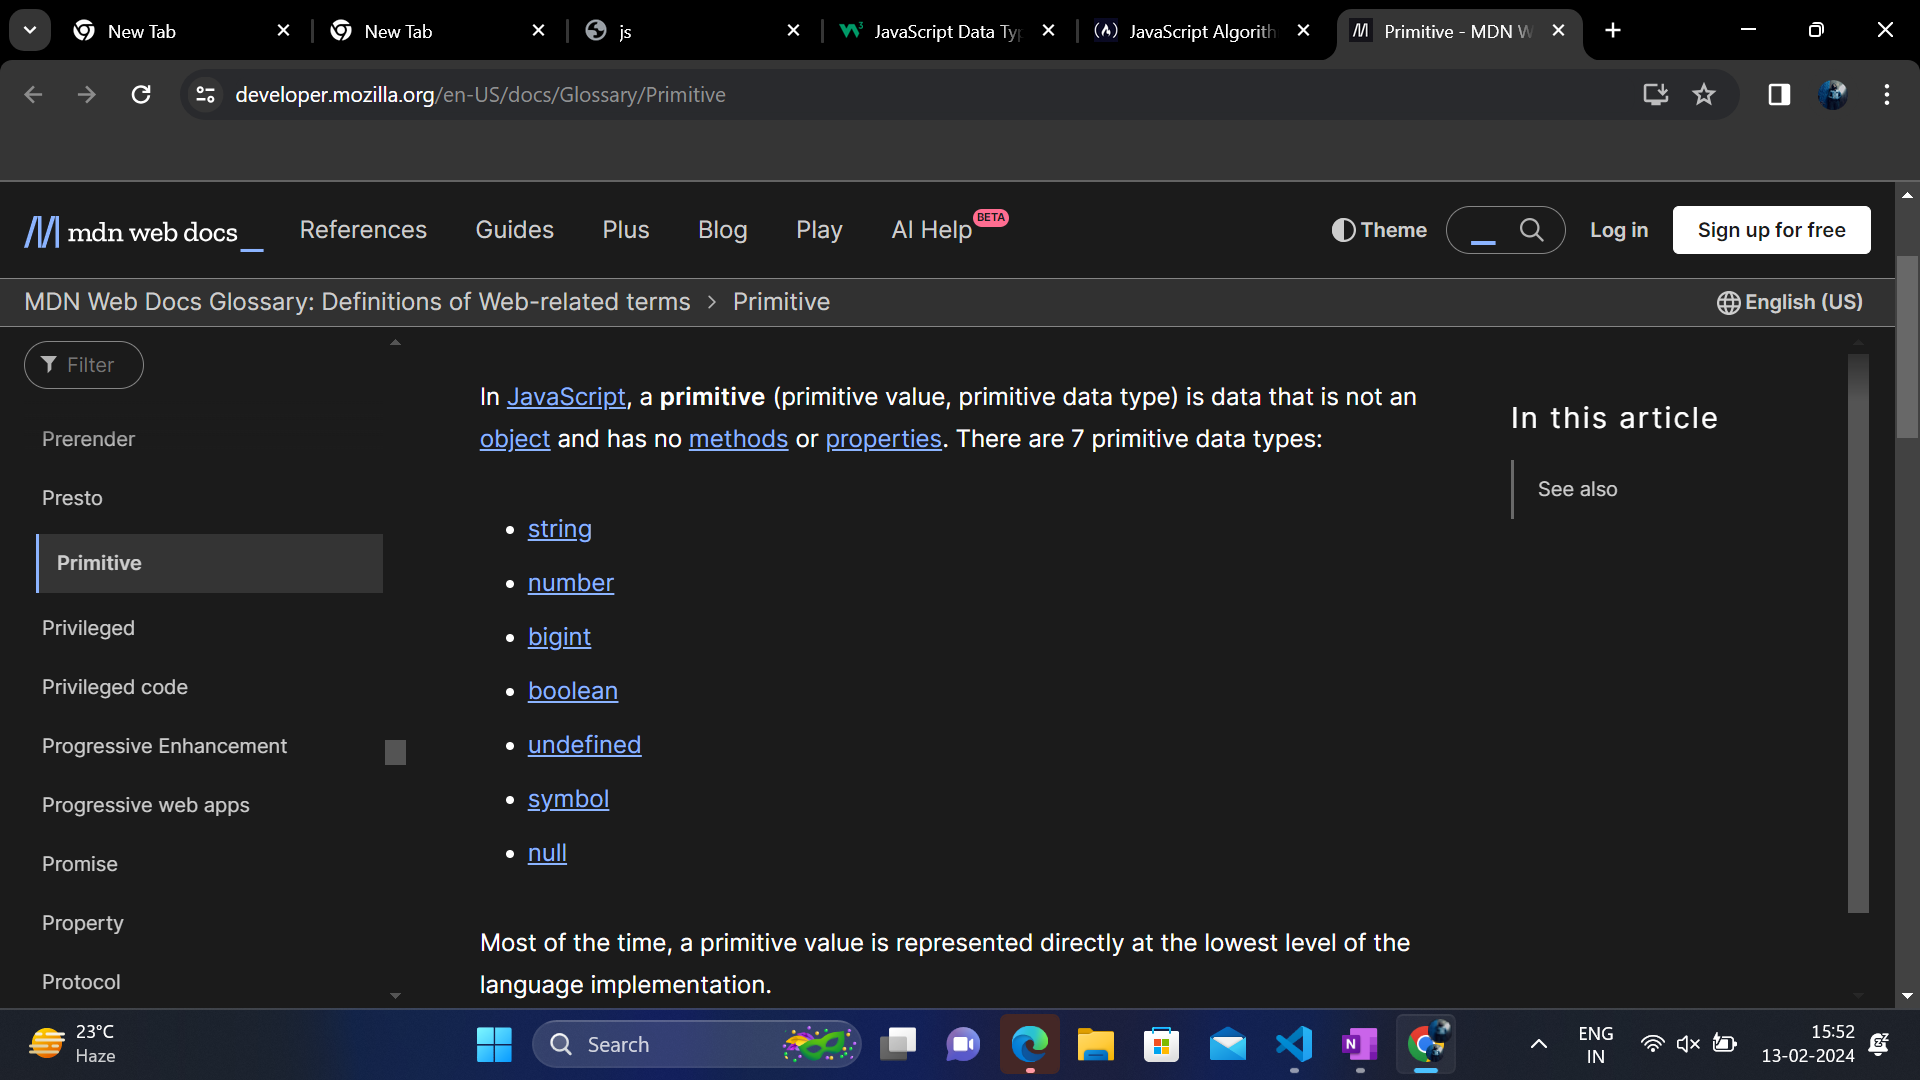 New Tab
New Tab
js
JavaScript Data Typ
JavaScript Algorith
Primitive - MDN W
developer.mozilla.org/en-US/docs/Glossary/Primitive
mdn web docs_
References
Guides
Plus
Blog
Play
AI Help BETA
Theme
Log in
Sign up for free
MDN Web Docs Glossary: Definitions of Web-related terms > Primitive
English (US)
Filter
Prerender
Presto
Primitive
Privileged
Privileged code
Progressive Enhancement
Progressive web apps
Promise
Property
Protocol
In JavaScript, a primitive (primitive value, primitive data type) is data that is not an
object and has no methods or properties. There are 7 primitive data types:
• string
• number
• bigint
• boolean
• undefined
• symbol
• null
Most of the time, a primitive value is represented directly at the lowest level of the
language implementation.
In this article
See also
23°C
Haze
Search
ENG
IN
15:52
13-02-2024